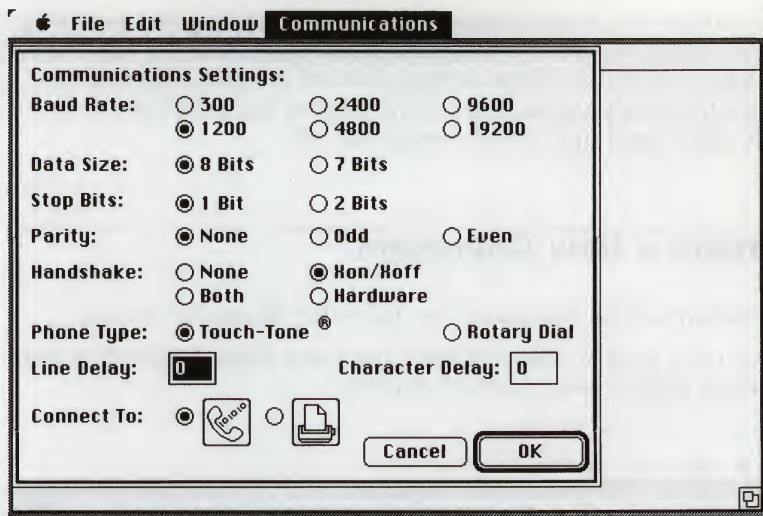 File Edit Window Communications
Communications Settings:
Baud Rate: 300 2400 9600
1200 4800 19200
Data Size: 8 Bits 7 Bits
Stop Bits: 1 Bit 2 Bits
Parity: None Odd Even
Handshake: None Xon/Xoff
Both Hardware
Phone Type: Touch-Tone® Rotary Dial
Line Delay: 0 Character Delay: 0
Connect To:
Cancel OK